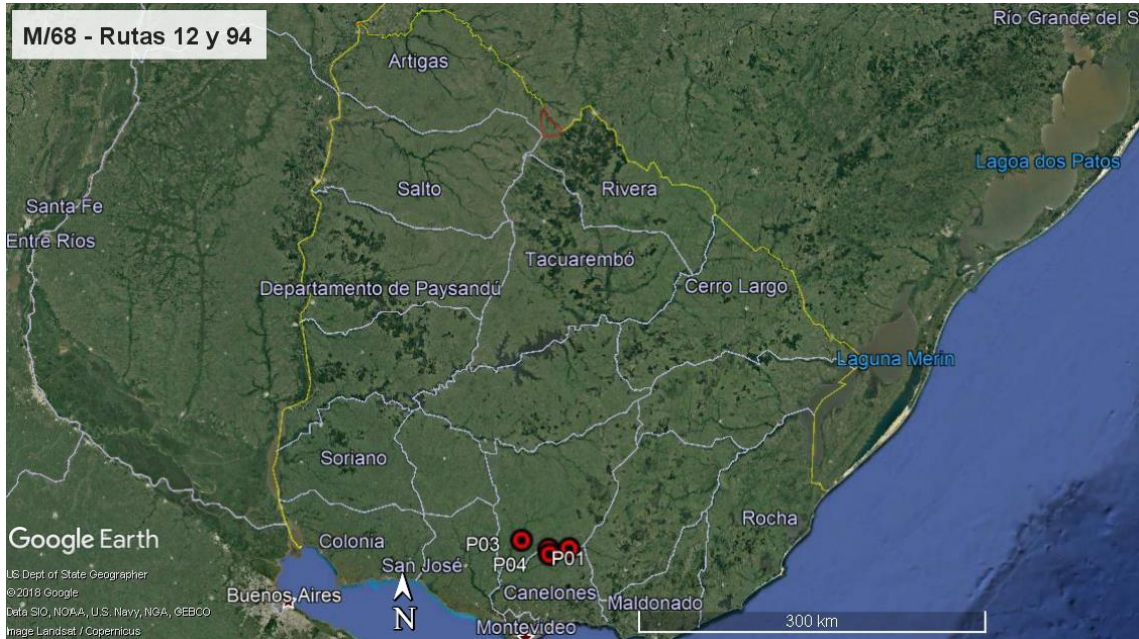 M/68 - Rutas 12 y 94
Río Grande del S
Artigas
Lagoa dos Patos
Salto
Rivera
Santa Fe
Entre Ríos
Tacuarembó
Departamento de Paysandú
Cerro Largo
Laguna Merin
Soriano
Rocha
Google Earth
Colonia
P03
P04
P01
San José
US Dept of State Geographer
©2018 Google
Buenos Aires
Canelones
Maldonado
Data SIO, NOAA, U.S. Navy, NGA, GEBCO
Image Landsat / Copernicus
N
Montevideo
300 km